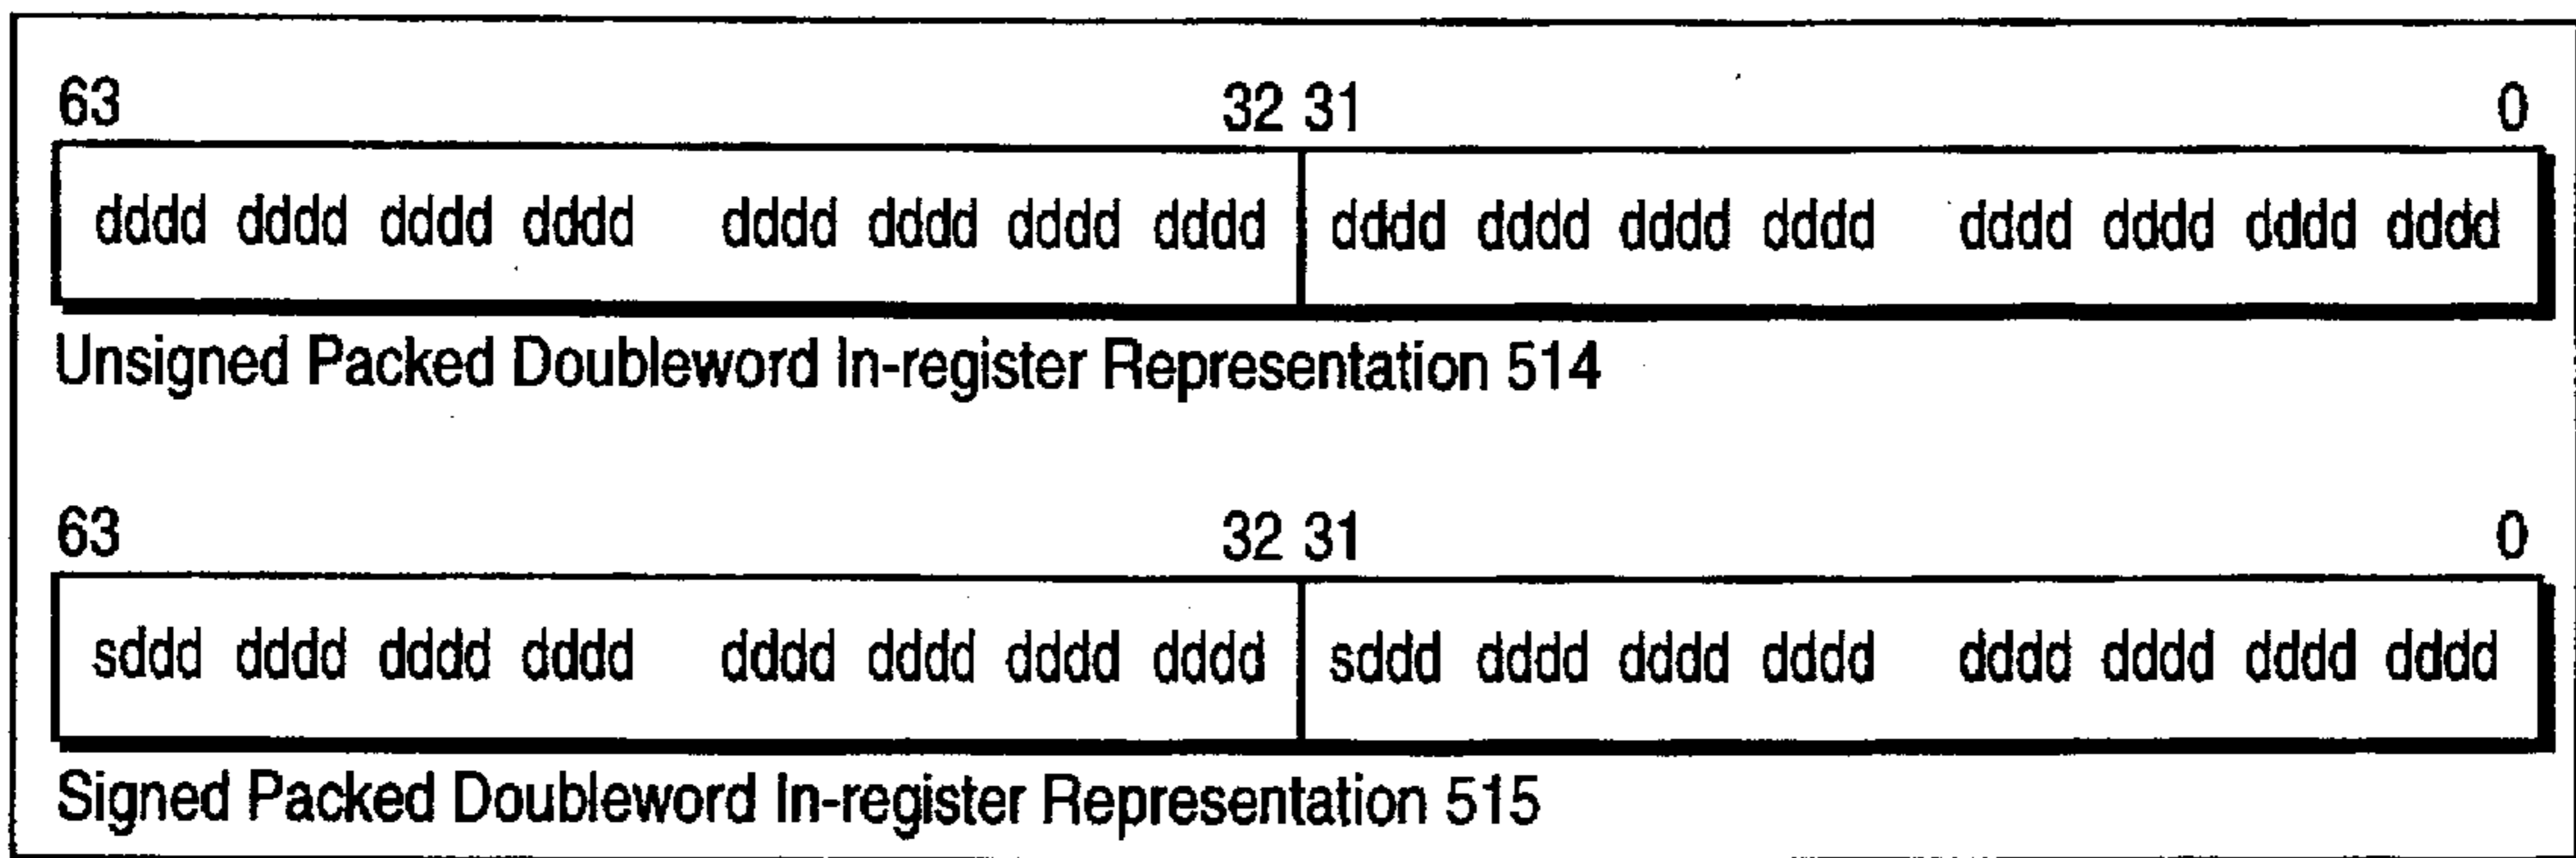 63 32 31 0
dddd dddd dddd dddd dddd dddd dddd dddd dddd dddd dddd dddd dddd dddd dddd dddd
Unsigned Packed Doubleword In-register Representation 514
63 32 31 0
sddd dddd dddd dddd dddd dddd dddd dddd sddd dddd dddd dddd dddd dddd dddd dddd
Signed Packed Doubleword In-register Representation 515